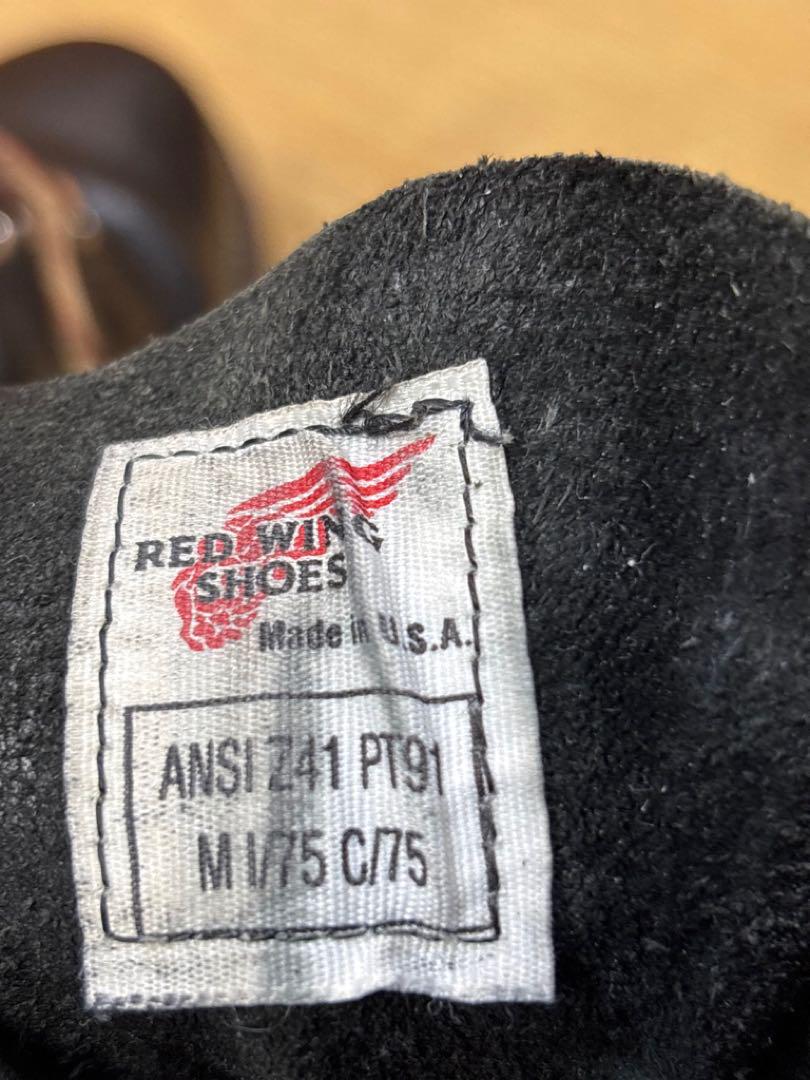 RED WING
SHOES
Made in U.S.A.
ANSI Z41 PT91
M I/75 C/75